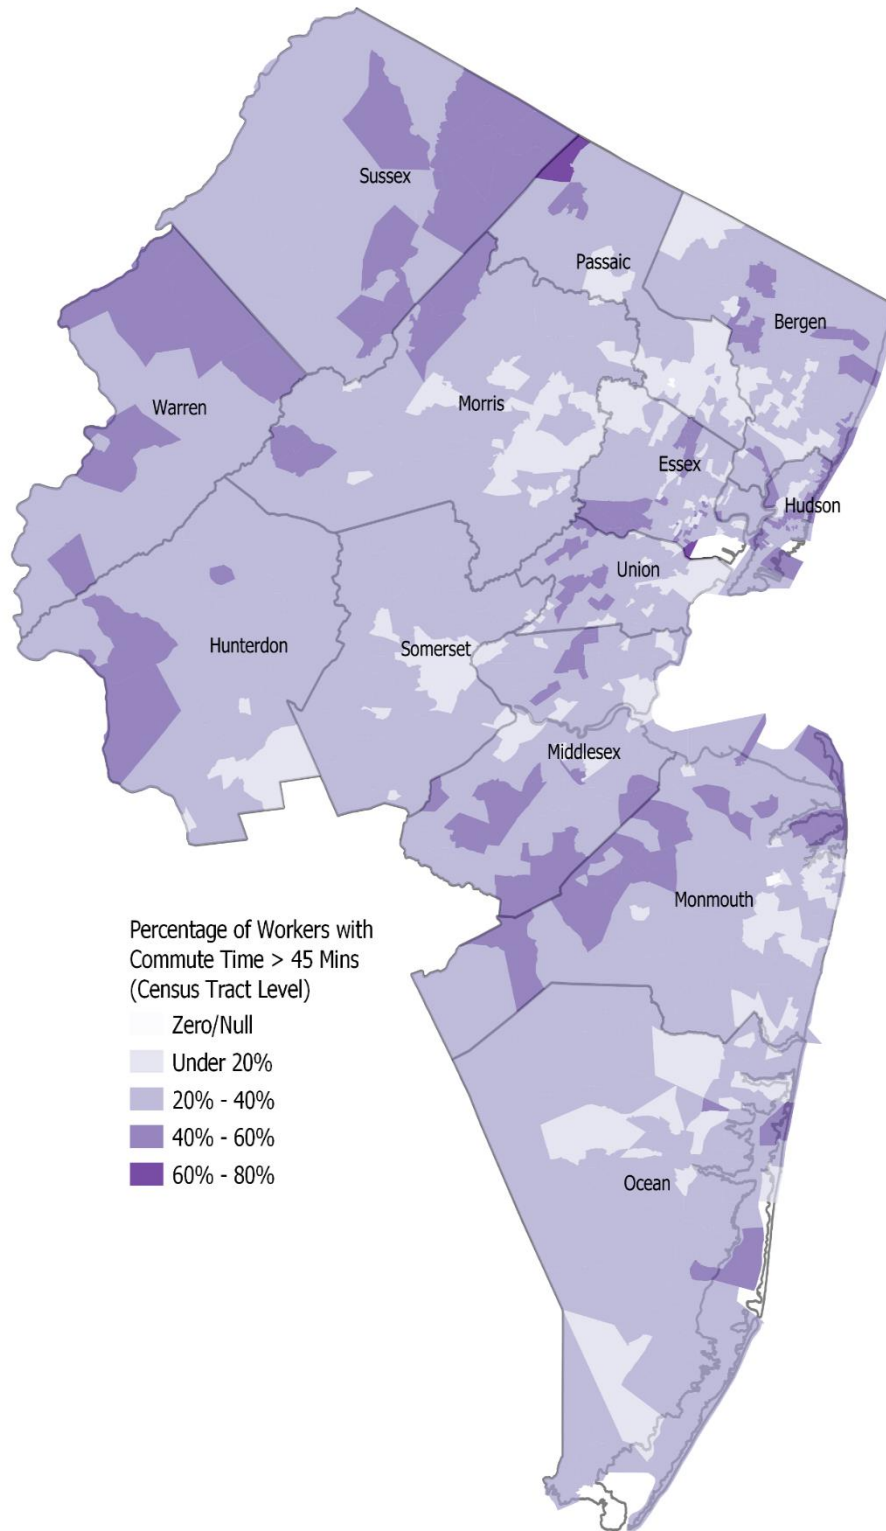 Sussex
Passaic
Bergen
Warren
Morris
Essex
Hudson
Union
Hunterdon
Somerset
Middlesex
Monmouth
Percentage of Workers with
Commute Time > 45 Mins
(Census Tract Level)
Zero/Null
Under 20%
20% - 40%
40% - 60%
60% - 80%
Ocean